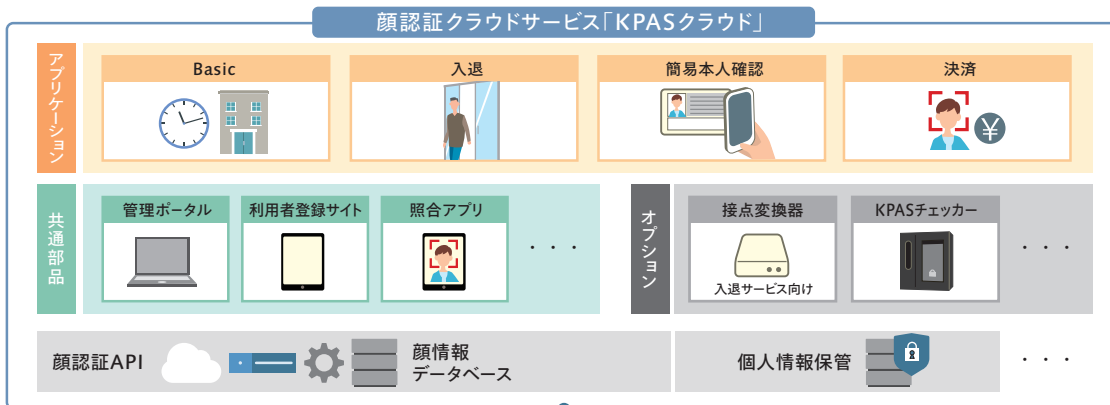 顔認証クラウドサービス「KPASクラウド」
アプリケーション
Basic
入退
簡易本人確認
決済
¥
共通部品
管理ポータル
利用者登録サイト
照合アプリ
・・・
オプション
接点変換器
入退サービス向け
KPASチェッカー
・・・
顔認証API
顔情報
データベース
個人情報保管
・・・